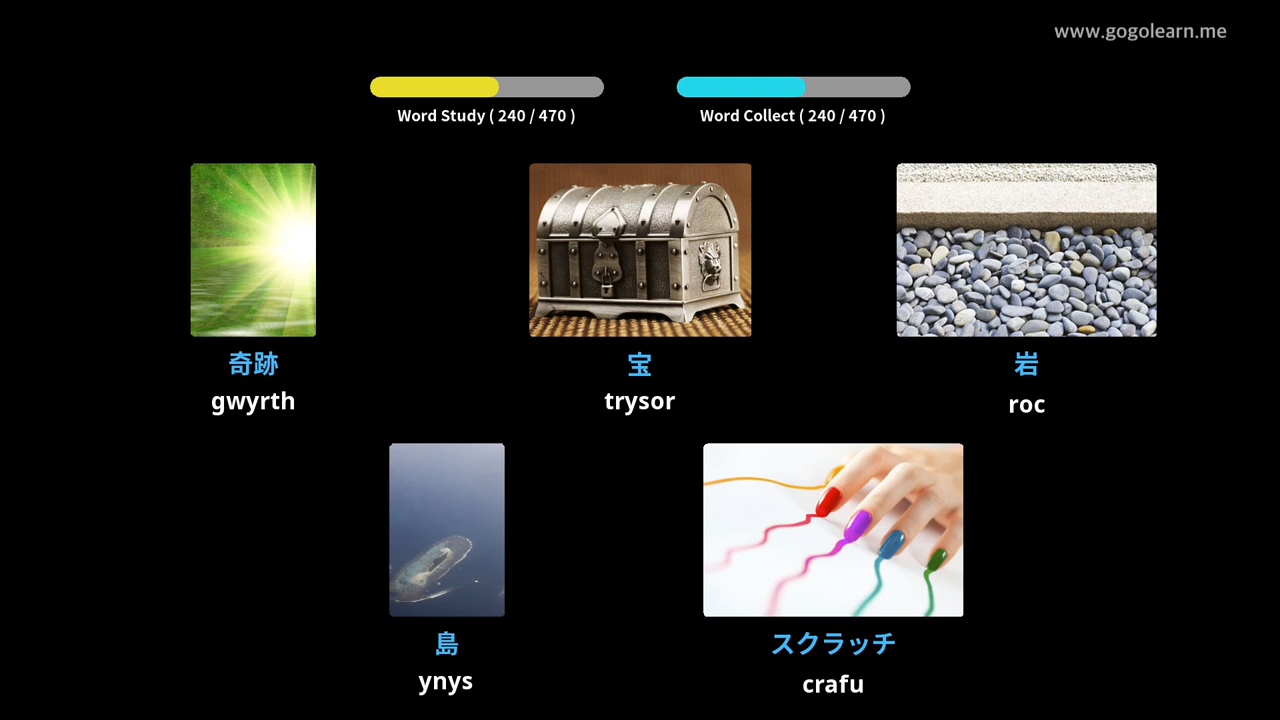 www.gogolearn.me
Word Study ( 240 / 470 )
Word Collect ( 240 / 470 )
奇跡
gwyrth
宝
trysor
岩
roc
島
ynys
スクラッチ
crafu